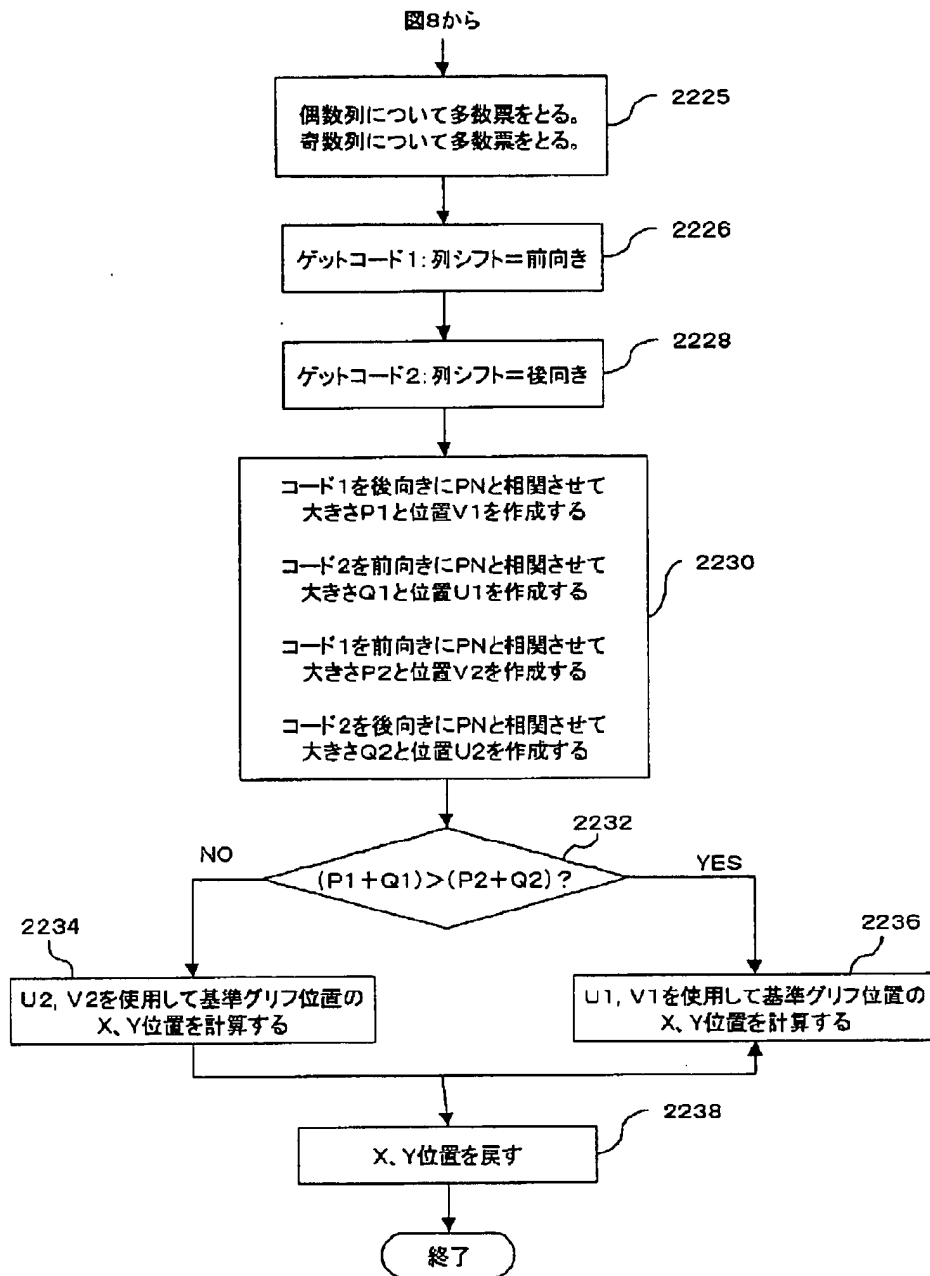 図8から
偶数列について多数票をとる。
奇数列について多数票をとる。
2225
ゲットコード1:列シフト=前向き
2226
ゲットコード2:列シフト=後向き
2228
コード1を後向きにPNと相関させて
大きさP1と位置V1を作成する
コード2を前向きにPNと相関させて
大きさQ1と位置U1を作成する
コード1を前向きにPNと相関させて
大きさP2と位置V2を作成する
コード2を後向きにPNと相関させて
大きさQ2と位置U2を作成する
2230
2232
NO
(P1+Q1)>(P2+Q2)?
YES
2234
2236
U2, V2を使用して基準グリフ位置の
X、Y位置を計算する
U1, V1を使用して基準グリフ位置の
X、Y位置を計算する
2238
X、Y位置を戻す
終了